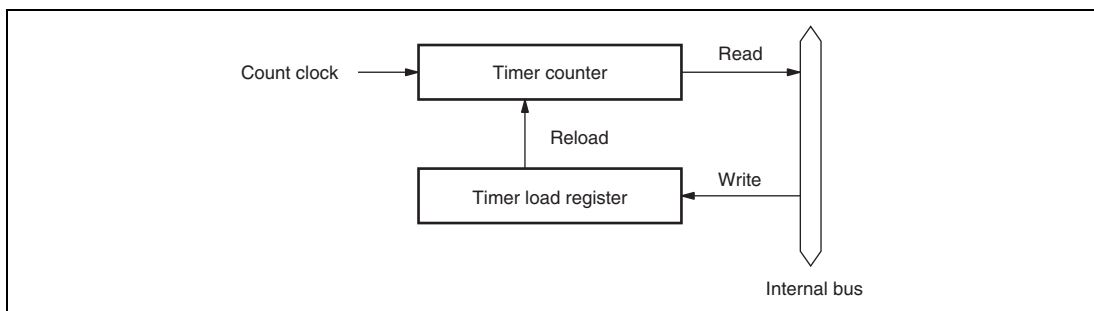 Read
Count clock
Timer counter
Reload
Write
Timer load register
Internal bus